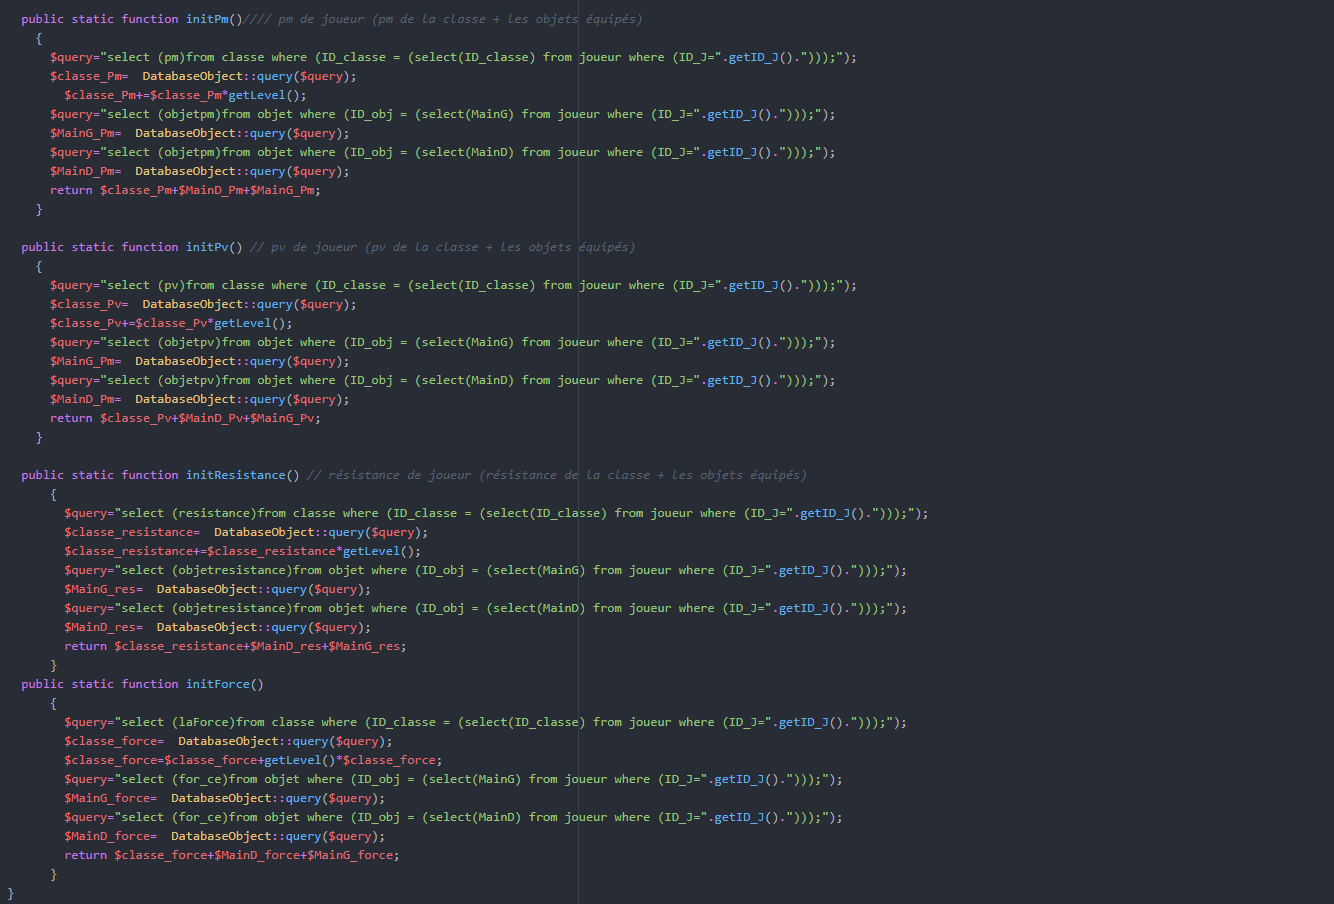 public static function initPm()//// pm de joueur (pm de la classe + les objets équipés)
{
$query="select (pm)from classe where (ID_classe = (select(ID_classe) from joueur where (ID_J=".getID_J().")));");
$classe_Pm=  DatabaseObject::query($query);
$classe_Pm+=$classe_Pm*getLevel();
$query="select (objetpm)from objet where (ID_obj = (select(MainG) from joueur where (ID_J=".getID_J().")));");
$MainG_Pm=  DatabaseObject::query($query);
$query="select (objetpm)from objet where (ID_obj = (select(MainD) from joueur where (ID_J=".getID_J().")));");
$MainD_Pm=  DatabaseObject::query($query);
return $classe_Pm+$MainD_Pm+$MainG_Pm;
}
public static function initPv() // pv de joueur (pv de la classe + les objets équipés)
{
$query="select (pv)from classe where (ID_classe = (select(ID_classe) from joueur where (ID_J=".getID_J().")));");
$classe_Pv=  DatabaseObject::query($query);
$classe_Pv+=$classe_Pv*getLevel();
$query="select (objetpv)from objet where (ID_obj = (select(MainG) from joueur where (ID_J=".getID_J().")));");
$MainG_Pm=  DatabaseObject::query($query);
$query="select (objetpv)from objet where (ID_obj = (select(MainD) from joueur where (ID_J=".getID_J().")));");
$MainD_Pm=  DatabaseObject::query($query);
return $classe_Pv+$MainD_Pv+$MainG_Pv;
}
public static function initResistance() // résistance de joueur (résistance de la classe + les objets équipés)
{
$query="select (resistance)from classe where (ID_classe = (select(ID_classe) from joueur where (ID_J=".getID_J().")));");
$classe_resistance=  DatabaseObject::query($query);
$classe_resistance+=$classe_resistance*getLevel();
$query="select (objetresistance)from objet where (ID_obj = (select(MainG) from joueur where (ID_J=".getID_J().")));");
$MainG_res=  DatabaseObject::query($query);
$query="select (objetresistance)from objet where (ID_obj = (select(MainD) from joueur where (ID_J=".getID_J().")));");
$MainD_res=  DatabaseObject::query($query);
return $classe_resistance+$MainD_res+$MainG_res;
}
public static function initForce()
{
$query="select (laForce)from classe where (ID_classe = (select(ID_classe) from joueur where (ID_J=".getID_J().")));");
$classe_force=  DatabaseObject::query($query);
$classe_force=$classe_force+getLevel()*$classe_force;
$query="select (for_ce)from objet where (ID_obj = (select(MainG) from joueur where (ID_J=".getID_J().")));");
$MainG_force=  DatabaseObject::query($query);
$query="select (for_ce)from objet where (ID_obj = (select(MainD) from joueur where (ID_J=".getID_J().")));");
$MainD_force=  DatabaseObject::query($query);
return $classe_force+$MainD_force+$MainG_force;
}
}